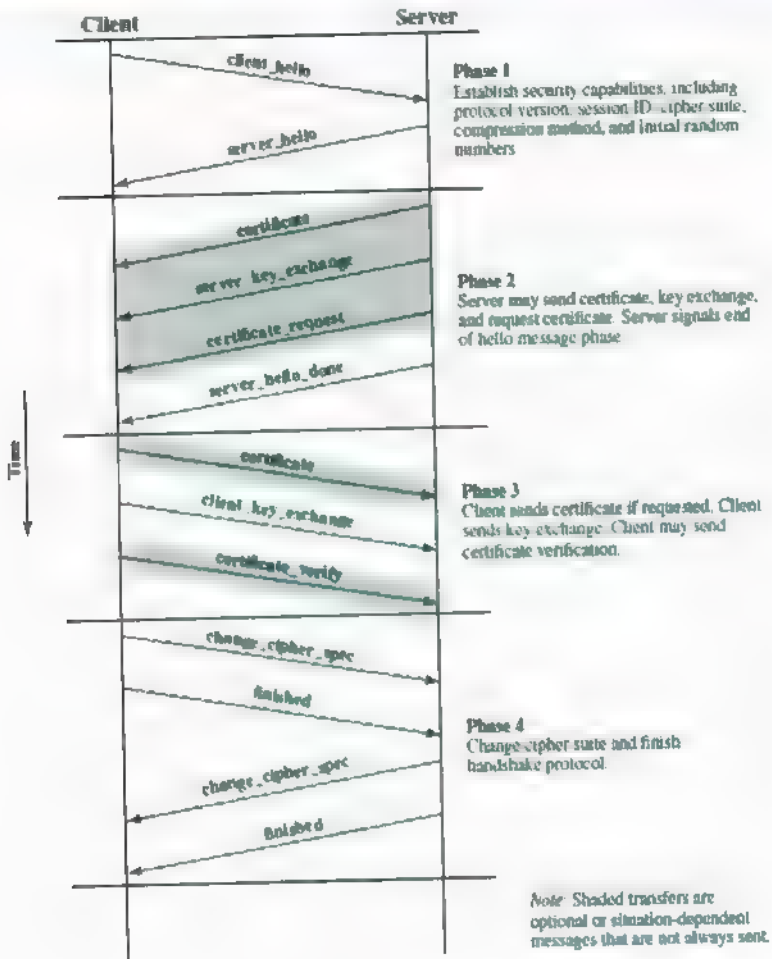 Client
Server
client_hello
Phase 1
Establish security capabilities, including
protocol version, session ID, cipher suite,
compression method, and initial random
numbers
server_hello
certificate
server_key_exchange
Phase 2
Server may send certificate, key exchange,
and request certificate. Server signals end
of hello message phase
certificate_request
server_hello_done
Time
certificate
Phase 3
Client sends certificate if requested. Client
sends key exchange. Client may send
certificate verification.
client_key_exchange
certificate_verify
change_cipher_spec
finished
Phase 4
Change cipher suite and finish
handshake protocol.
change_cipher_spec
finished
Note: Shaded transfers are
optional or situation-dependent
messages that are not always sent.